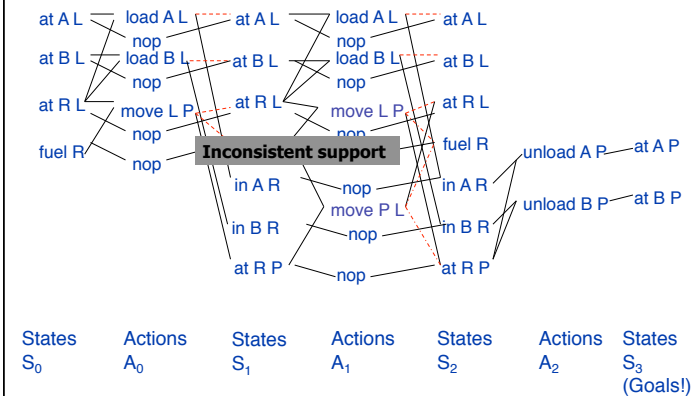 at A L load A L at A L load A L at A L
nop nop
at B L load B L at B L load B L at B L
nop nop
at R L move L P at R L move L P at R L
nop nop
fuel R nop Inconsistent support fuel R unload A P at A P
in A R nop in A R
move P L unload B P at B P
in B R nop in B R
at R P nop at R P
States Actions States Actions States Actions States
S0 A0 S1 A1 S2 A2 S3
(Goals!)